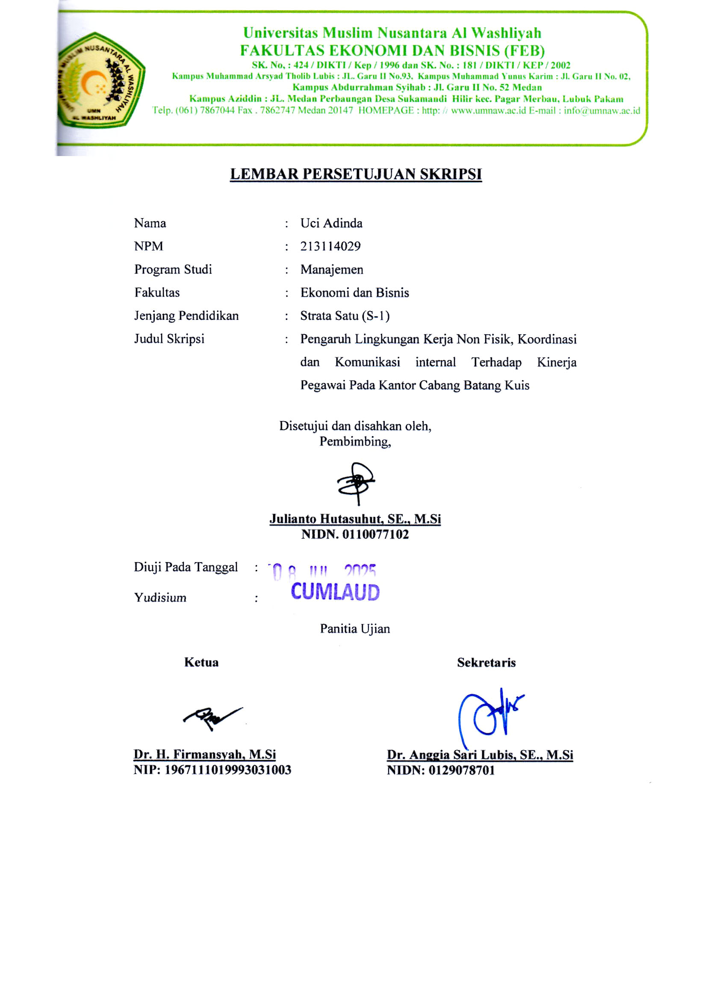 UNIVERSITAS MUSLIM NUSANTARA AL WASHLIYAH
UMN
AL WASHLIYAH
Universitas Muslim Nusantara Al Washliyah
FAKULTAS EKONOMI DAN BISNIS (FEB)
SK. No, : 424 / DIKTI / Kep / 1996 dan SK. No. : 181 / DIKTI / KEP / 2002
Kampus Muhammad Arsyad Tholib Lubis : JL. Garu II No.93, Kampus Muhammad Yunus Karim : Jl. Garu II No. 02,
Kampus Abdurrahman Syihab : Jl. Garu II No. 52 Medan
Kampus Aziddin : JL. Medan Perbaungan Desa Sukamandi Hilir kec. Pagar Merbau, Lubuk Pakam
Telp. (061) 7867044 Fax . 7862747 Medan 20147 HOMEPAGE : http: // www.umnaw.ac.id E-mail : info@umnaw.ac.id
LEMBAR PERSETUJUAN SKRIPSI
Nama : Uci Adinda
NPM : 213114029
Program Studi : Manajemen
Fakultas : Ekonomi dan Bisnis
Jenjang Pendidikan : Strata Satu (S-1)
Judul Skripsi : Pengaruh Lingkungan Kerja Non Fisik, Koordinasi
dan Komunikasi internal Terhadap Kinerja
Pegawai Pada Kantor Cabang Batang Kuis
Disetujui dan disahkan oleh,
Pembimbing,
Julianto Hutasuhut, SE., M.Si
NIDN. 0110077102
Diuji Pada Tanggal : 08 JUL 2025
Yudisium : CUMLAUD
Panitia Ujian
Ketua Sekretaris
Dr. H. Firmansyah, M.Si Dr. Anggia Sari Lubis, SE., M.Si
NIP: 1967111019993031003 NIDN: 0129078701